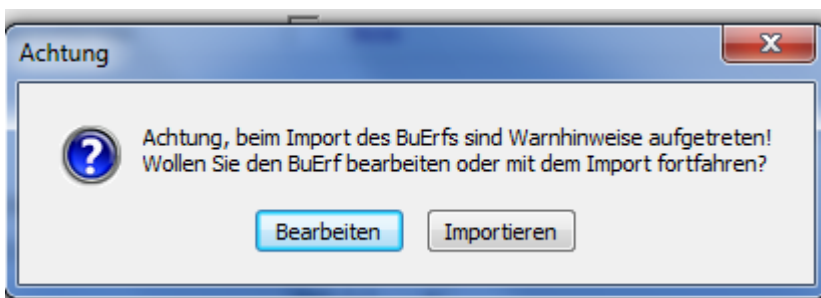 Achtung
Achtung, beim Import des BuErfs sind Warnhinweise aufgetreten!
Wollen Sie den BuErf bearbeiten oder mit dem Import fortfahren?
Bearbeiten
Importieren